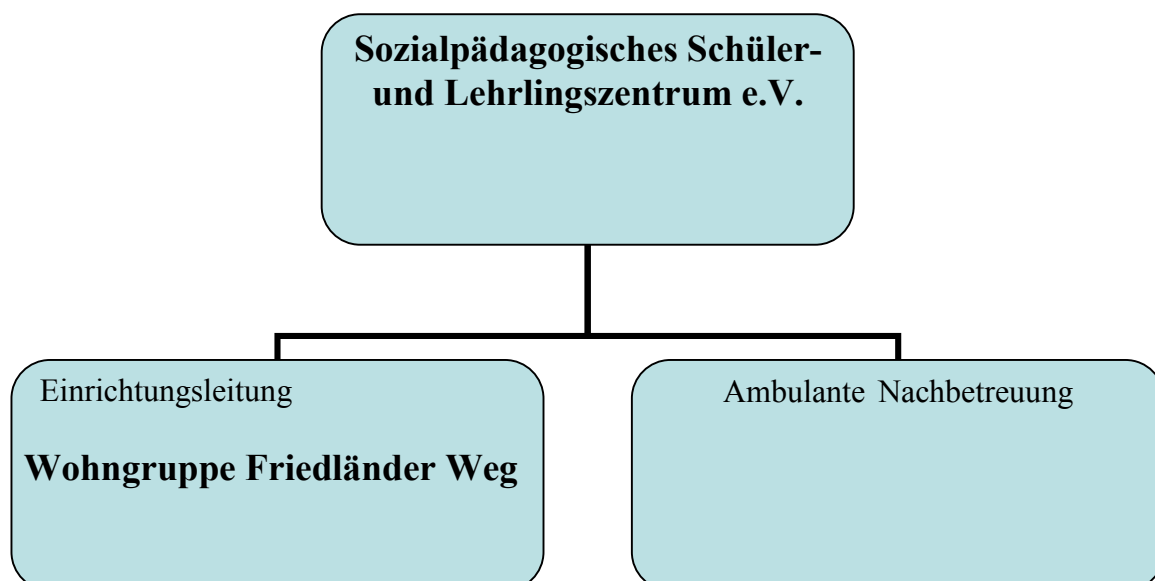 Sozialpädagogisches Schüler-
und Lehrlingszentrum e.V.
Einrichtungsleitung
Wohngruppe Friedländer Weg
Ambulante Nachbetreuung